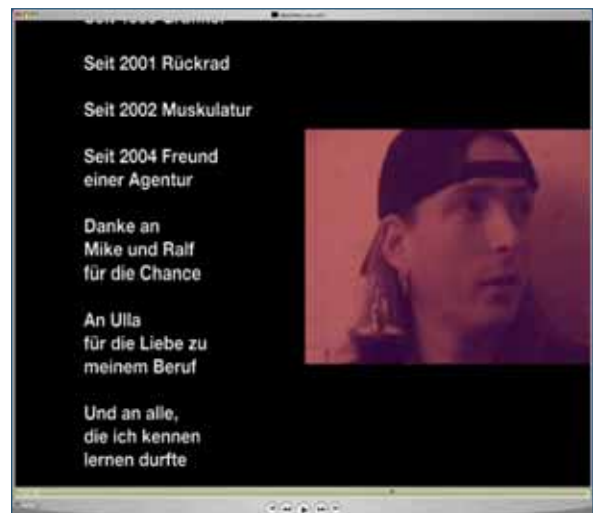 Seit 2001 Rückrad
Seit 2002 Muskulatur
Seit 2004 Freund
einer Agentur
Danke an
Mike und Ralf
für die Chance
An Ulla
für die Liebe zu
meinem Beruf
Und an alle,
die ich kennen
lernen durfte